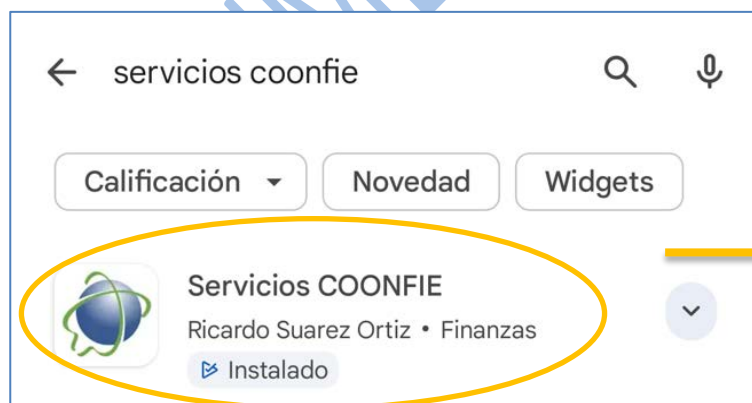 servicios coonfie
Calificación Novedad Widgets
Servicios COONFIE
Ricardo Suarez Ortiz • Finanzas
Instalado